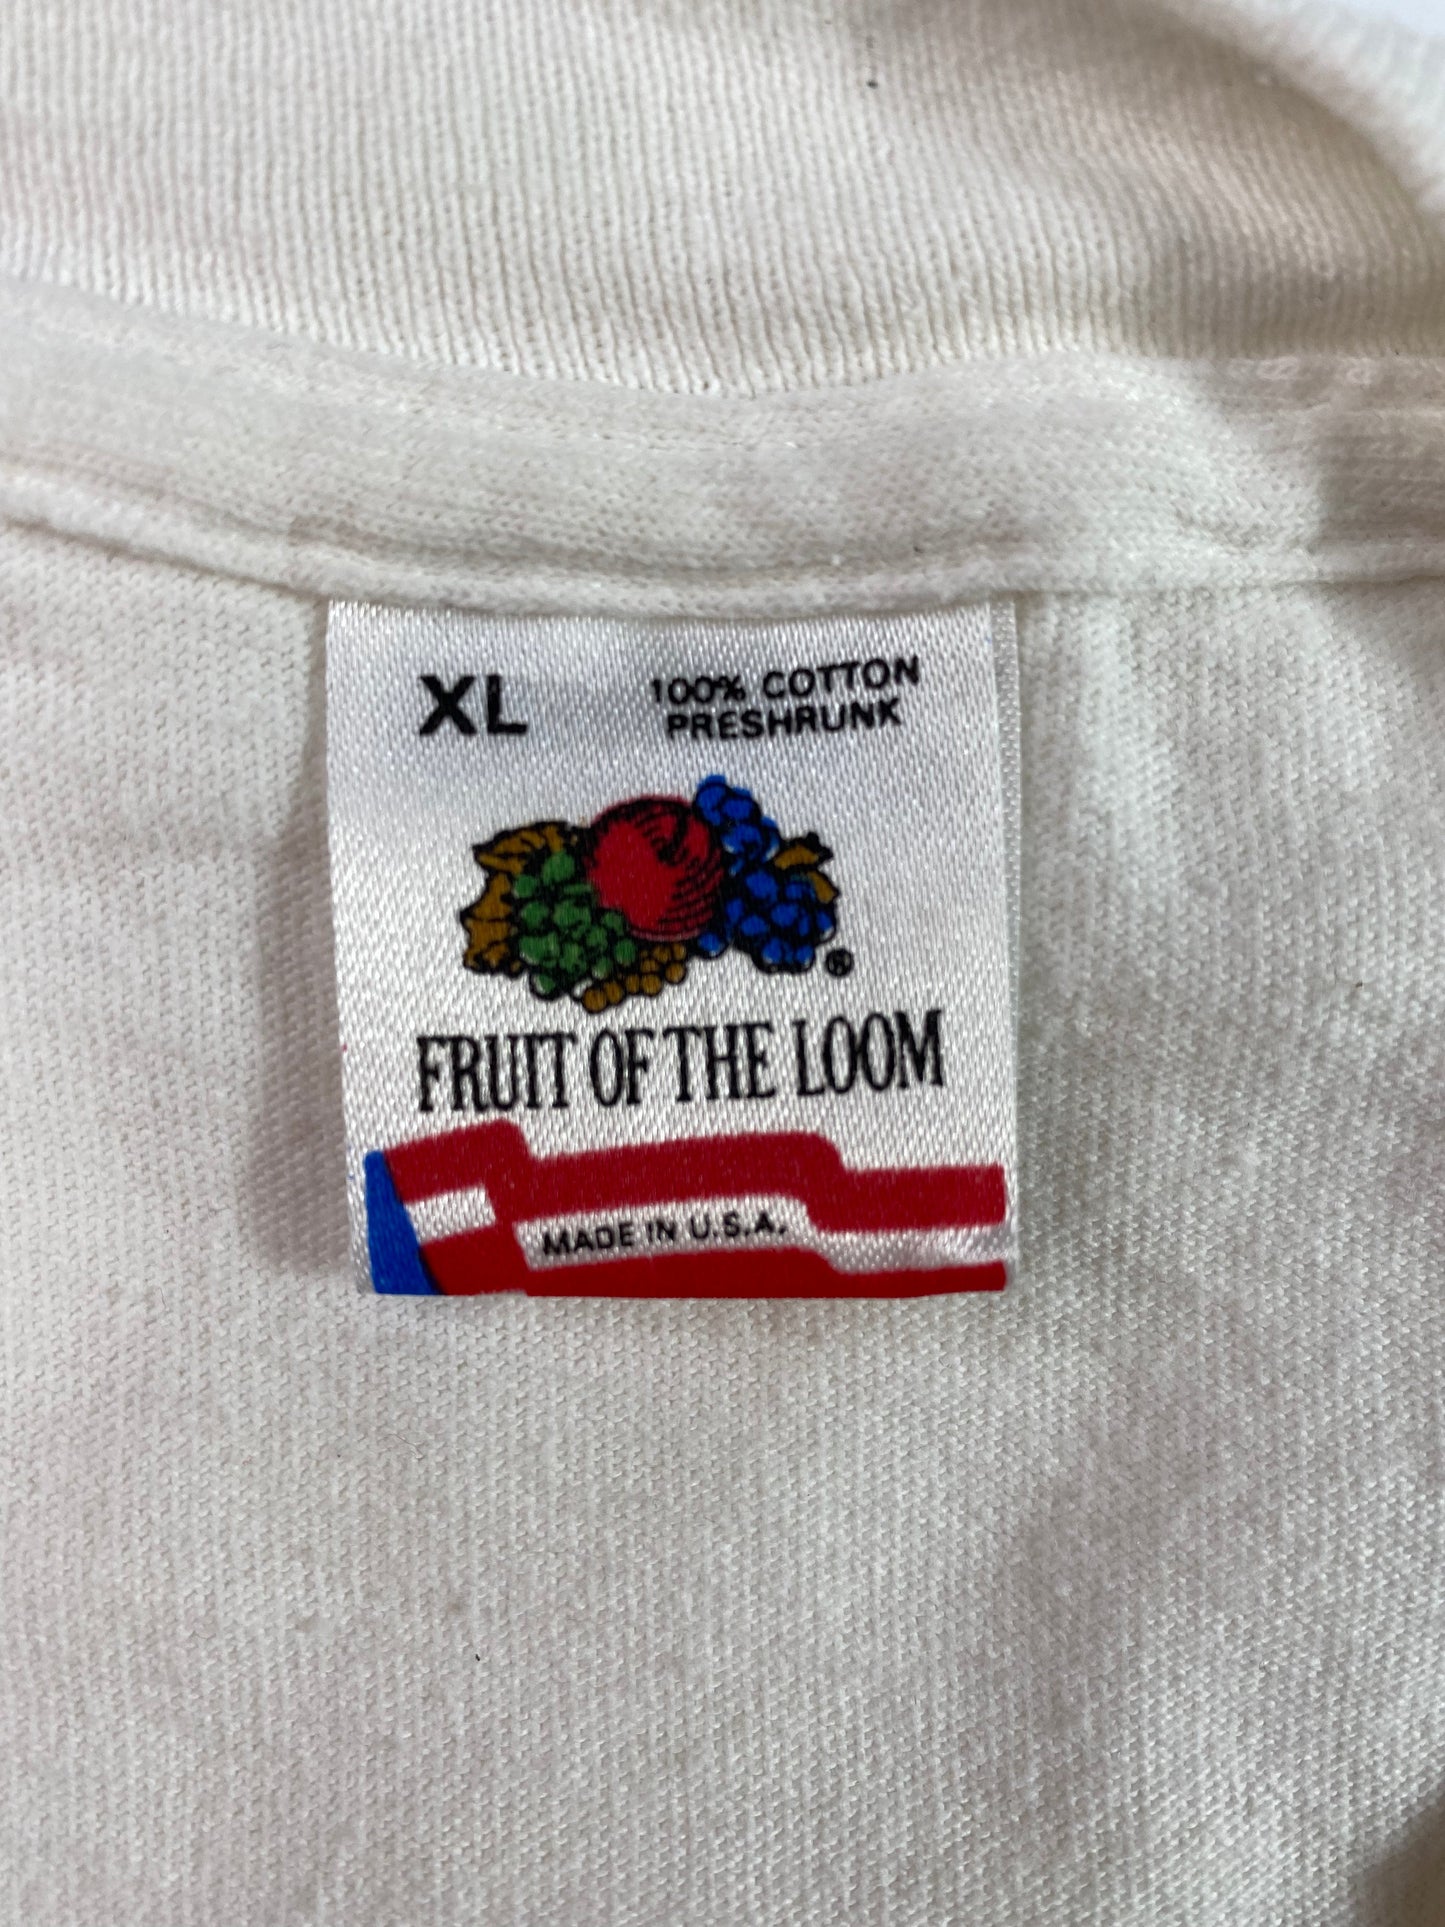 XL
100% COTTON
PRESHRUNK
®
FRUIT OF THE LOOM
MADE IN U.S.A.